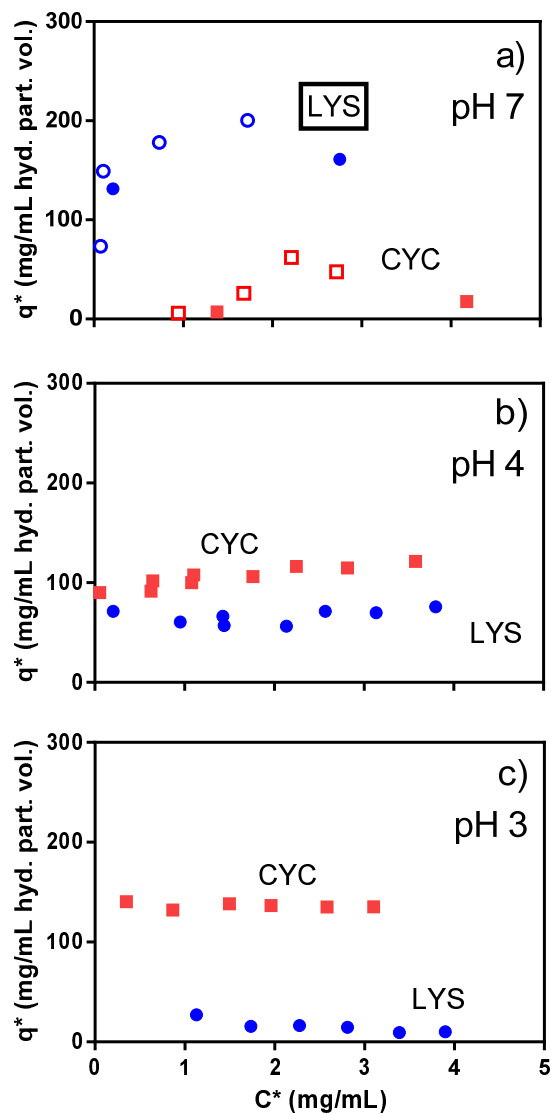 300
200
100
0
q* (mg/mL hyd. part. vol.)
a)
pH 7
LYS
CYC
300
200
100
0
q* (mg/mL hyd. part. vol.)
b)
pH 4
CYC
LYS
300
200
100
0
q* (mg/mL hyd. part. vol.)
c)
pH 3
CYC
LYS
0 1 2 3 4 5
C* (mg/mL)